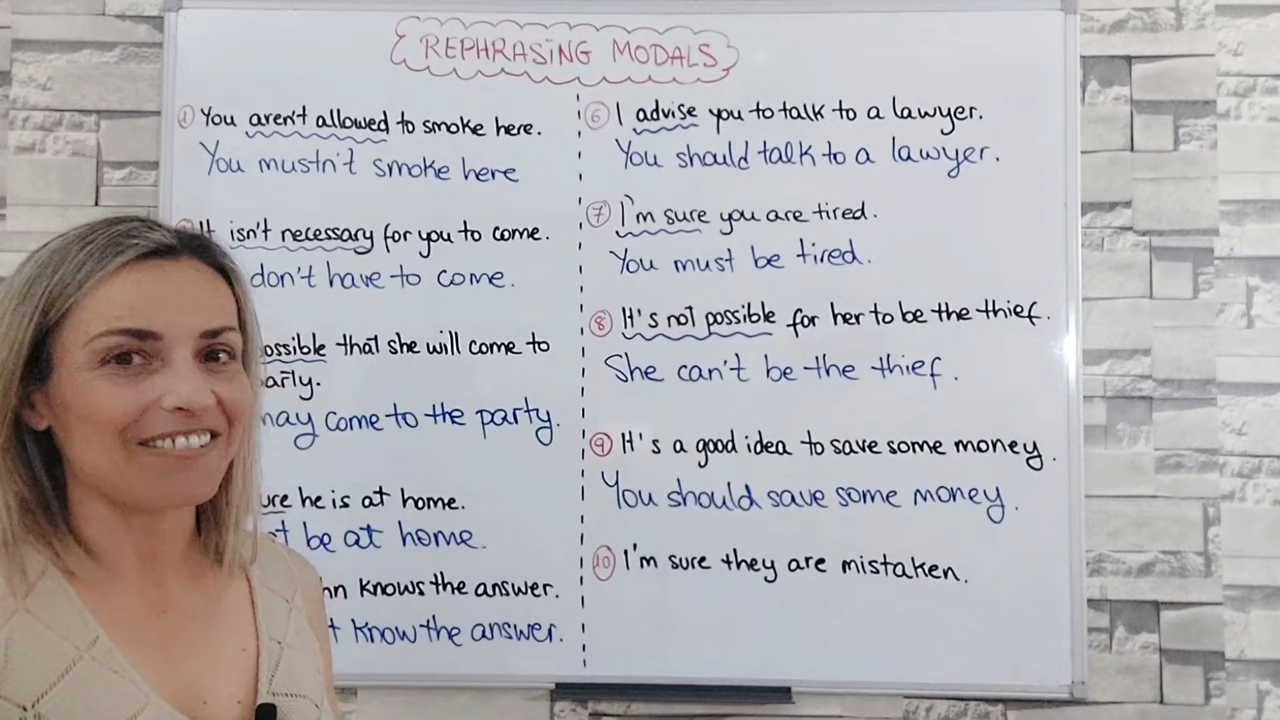 REPHRASING MODALS
① You aren't allowed to smoke here.
You mustn't smoke here
It isn't necessary for you to come.
don't have to come.
that she will come to
may come to the party.
he is at home.
be at home.
knows the answer.
know the answer.
⑥ I advise you to talk to a lawyer.
You should talk to a lawyer.
⑦ I'm sure you are tired.
You must be tired.
⑧ It's not possible for her to be the thief.
She can't be the thief.
⑨ It's a good idea to save some money.
You should save some money.
⑩ I'm sure they are mistaken.